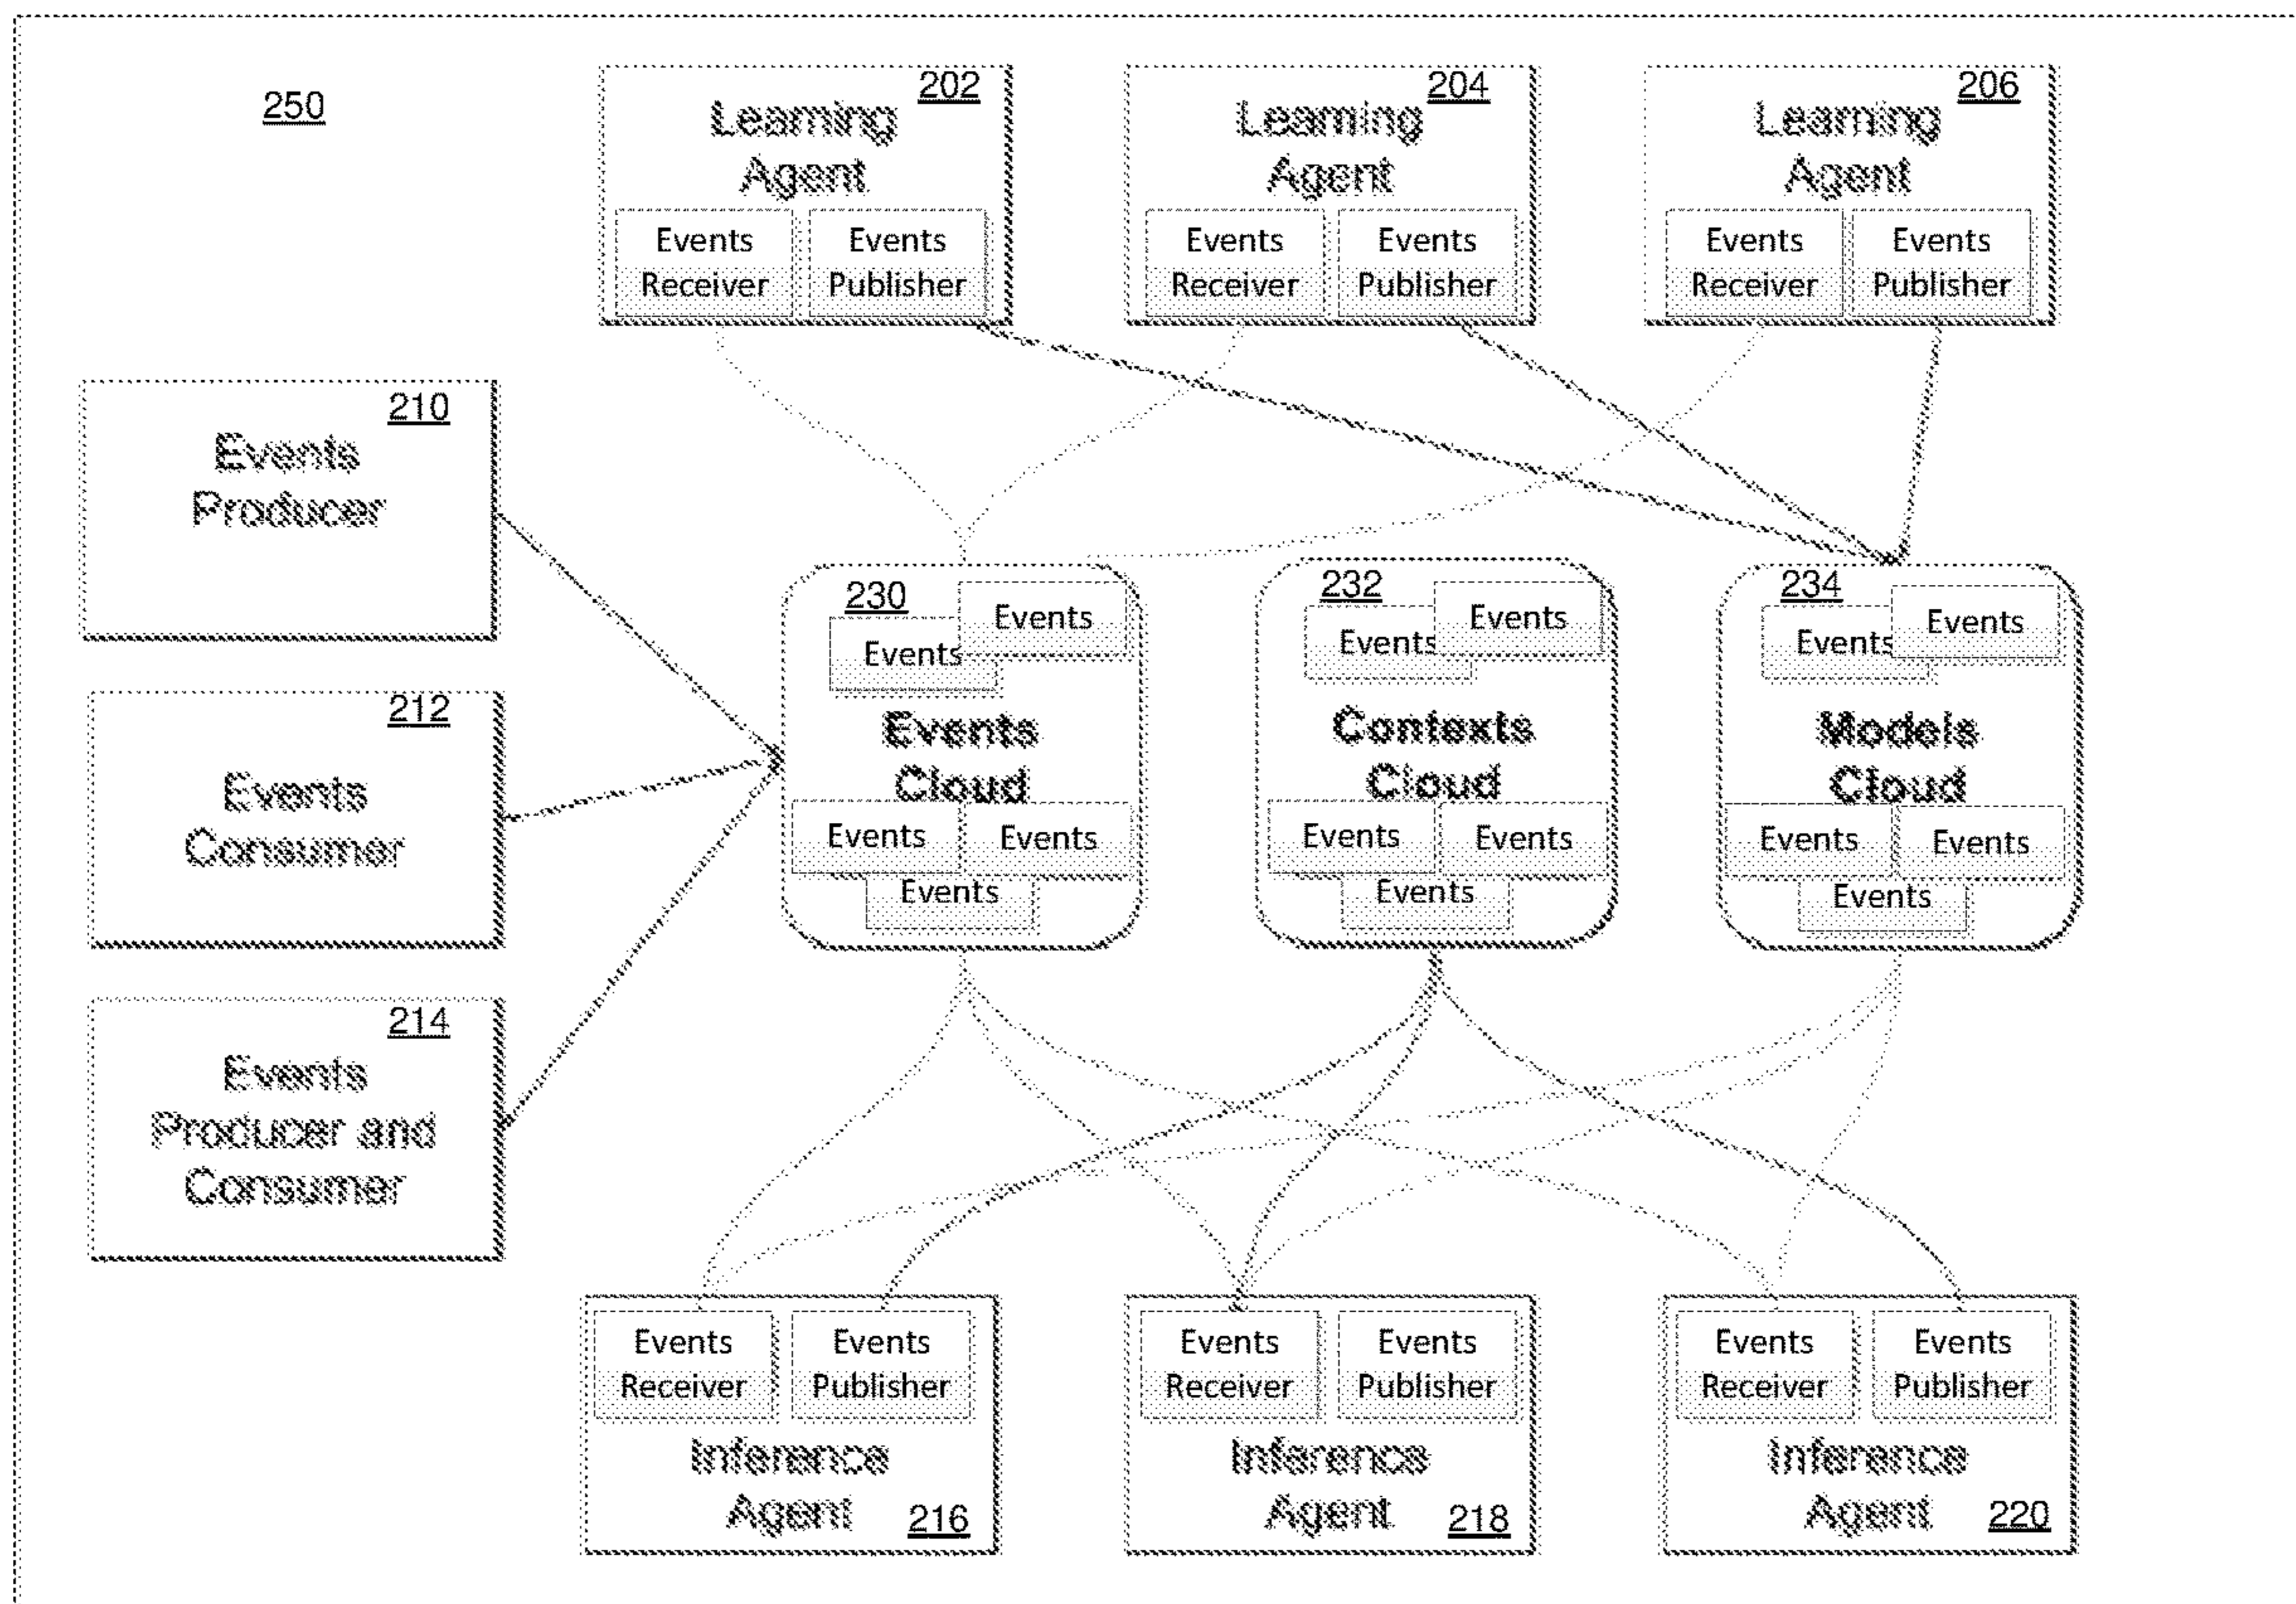 250
202
Learning
Agent
Events
Receiver
Events
Publisher
204
Learning
Agent
Events
Receiver
Events
Publisher
206
Learning
Agent
Events
Receiver
Events
Publisher
210
Events
Producer
212
Events
Consumer
214
Events
Producer and
Consumer
230
Events
Events
Events
Cloud
Events
Events
Events
232
Events
Events
Contexts
Cloud
Events
Events
Events
234
Events
Events
Models
Cloud
Events
Events
Events
Events
Receiver
Events
Publisher
Inference
Agent
216
Events
Receiver
Events
Publisher
Inference
Agent
218
Events
Receiver
Events
Publisher
Inference
Agent
220